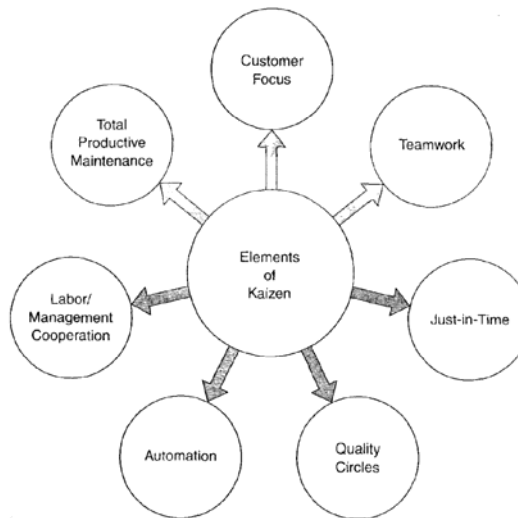 Customer
Focus
Total
Productive
Maintenance
Teamwork
Elements
of
Kaizen
Labor/
Management
Cooperation
Just-in-Time
Automation
Quality
Circles